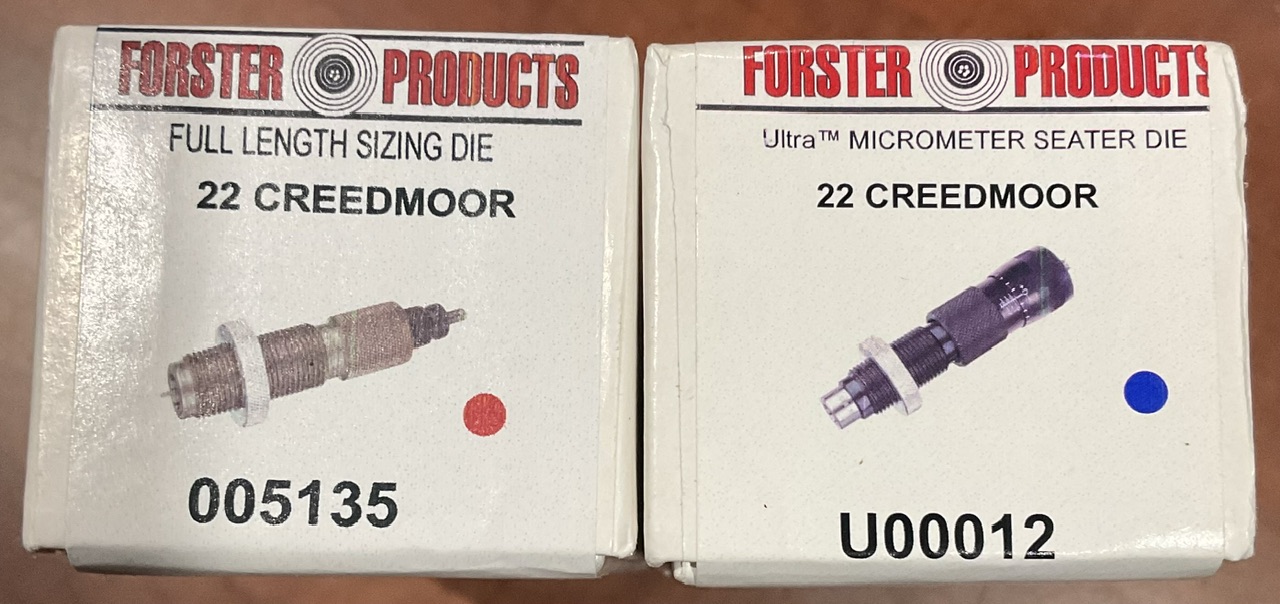 FORSTER PRODUCTS
FULL LENGTH SIZING DIE
22 CREEDMOOR
005135
FORSTER PRODUCTS
Ultra™ MICROMETER SEATER DIE
22 CREEDMOOR
U00012